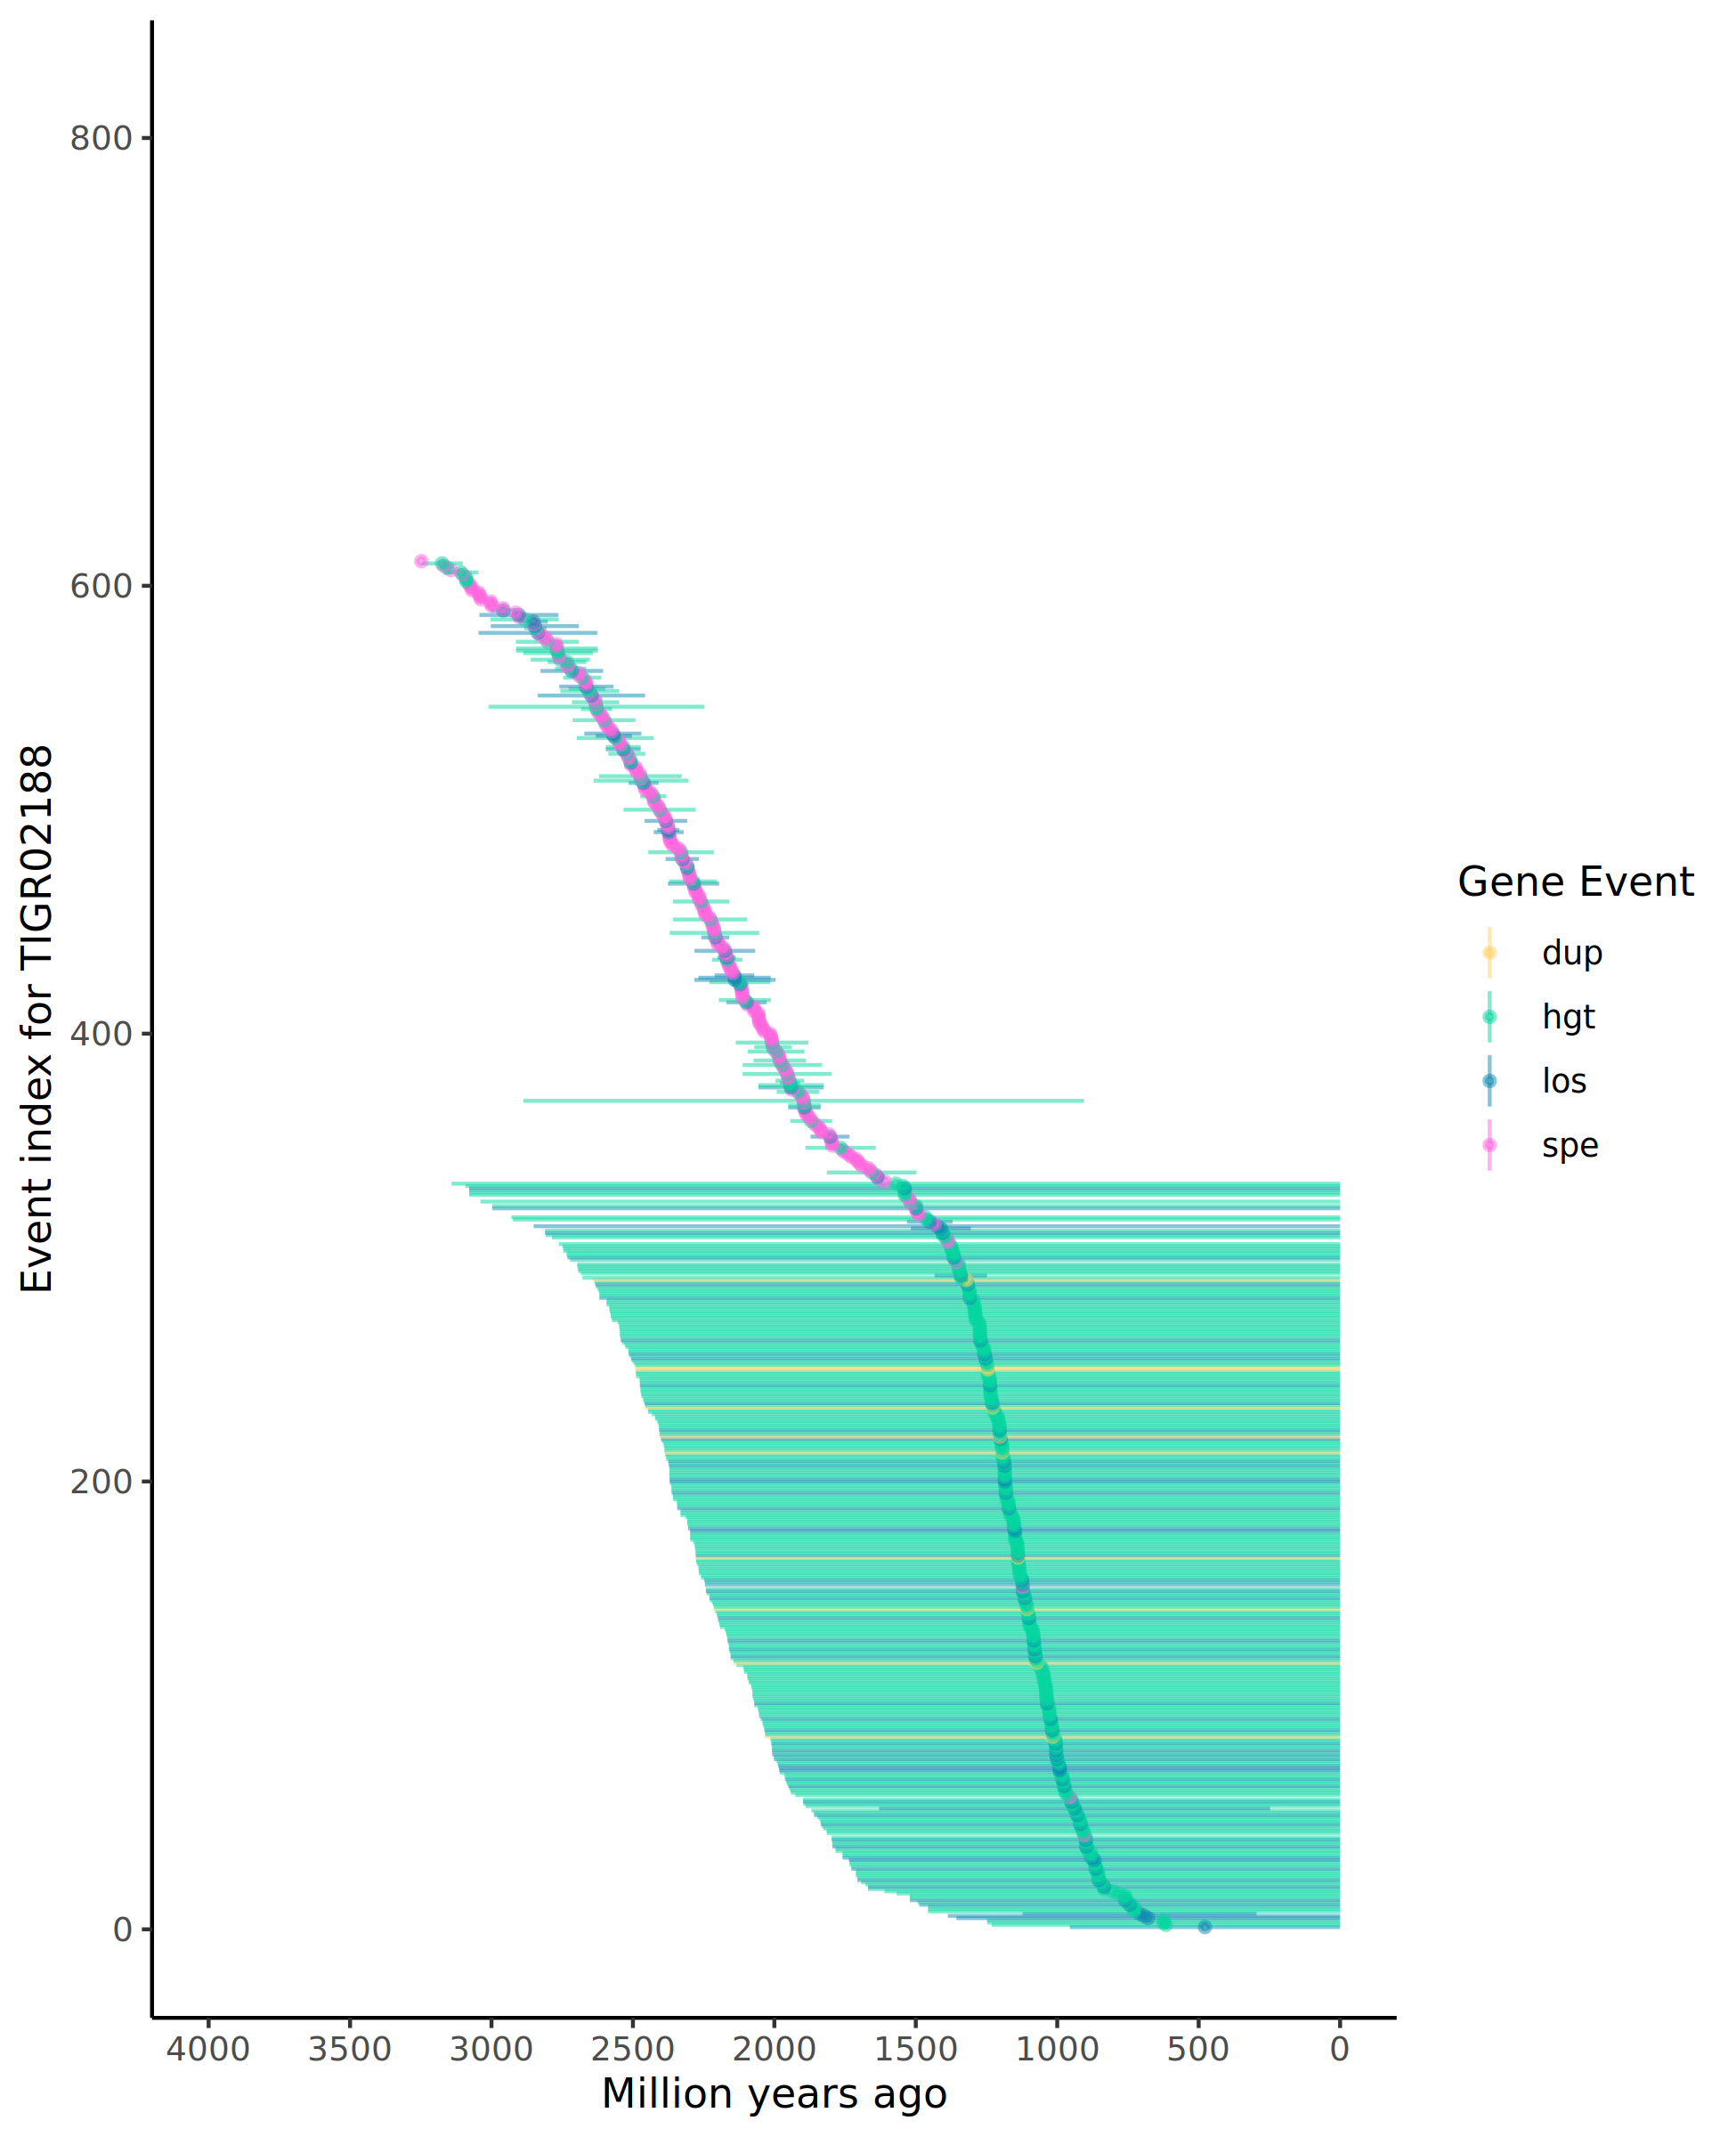 800
600
400
200
0
Event index for TIGR02188
4000 3500 3000 2500 2000 1500 1000 500 0
Million years ago
Gene Event
dup
hgt
los
spe